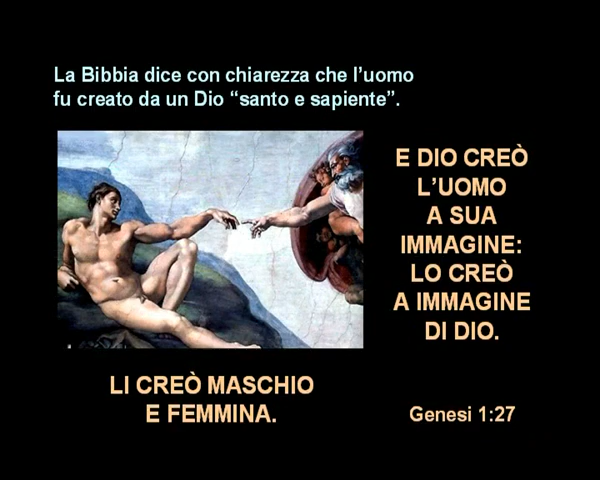 La Bibbia dice con chiarezza che l’uomo
fu creato da un Dio “santo e sapiente”.
E DIO CREÒ
L’UOMO
A SUA
IMMAGINE:
LO CREÒ
A IMMAGINE
DI DIO.
LI CREÒ MASCHIO
E FEMMINA.
Genesi 1:27